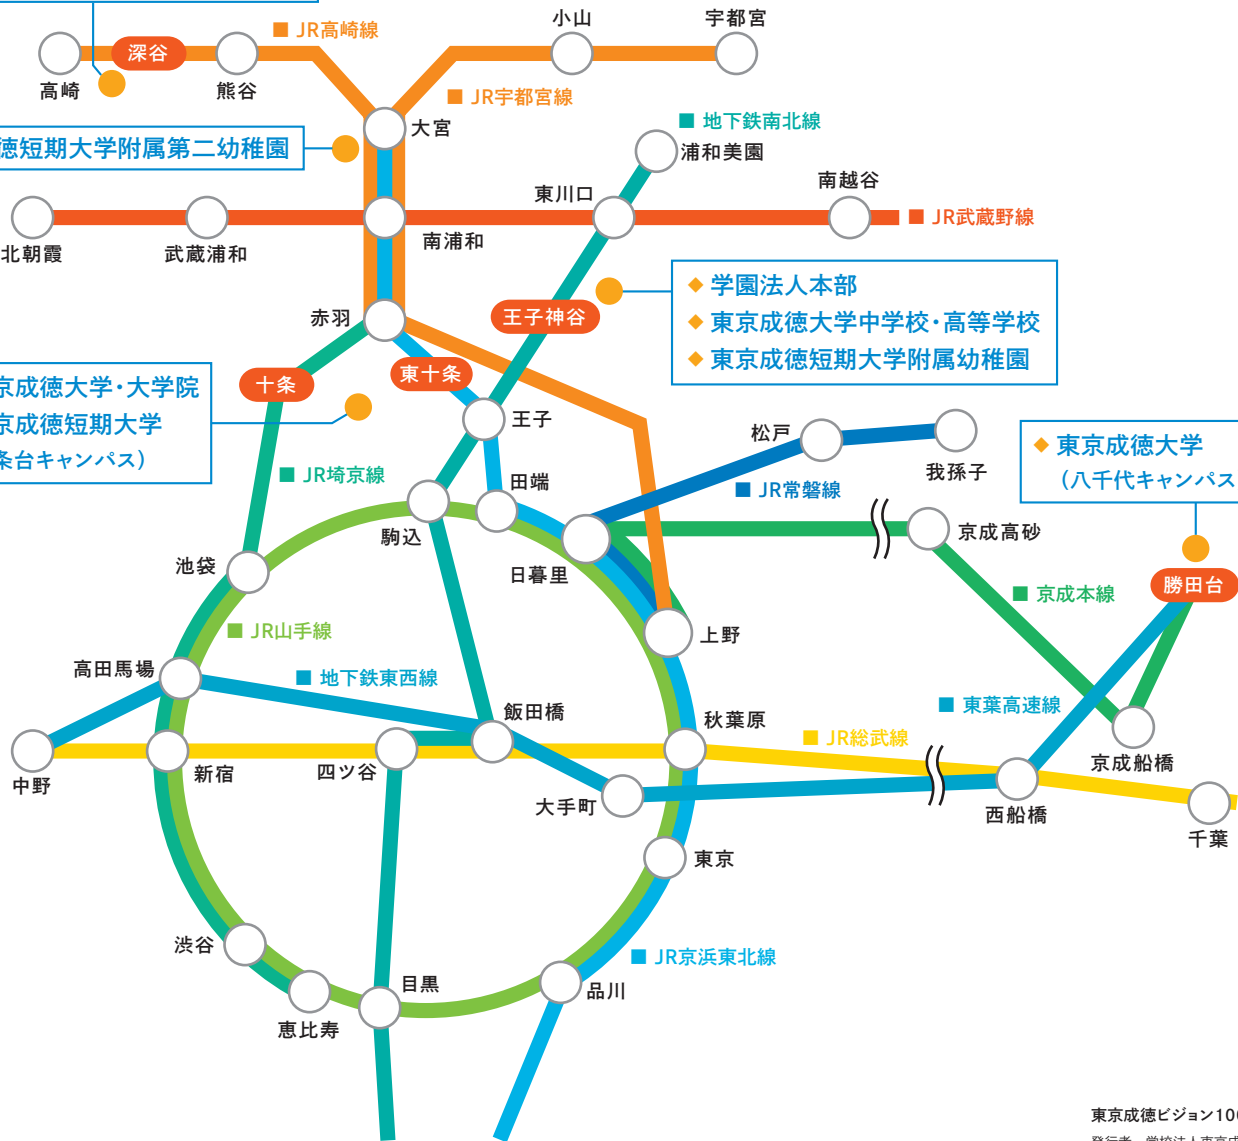 小山
宇都宮
■ JR高崎線
深谷
高崎
熊谷
■ JR宇都宮線
大宮
■ 地下鉄南北線
徳短期大学附属第二幼稚園
浦和美園
南越谷
東川口
■ JR武蔵野線
北朝霞
武蔵浦和
南浦和
◆ 学園法人本部
◆ 東京成徳大学中学校・高等学校
◆ 東京成徳短期大学附属幼稚園
赤羽
王子神谷
十条
東十条
京成徳大学・大学院
京成徳短期大学
条台キャンパス）
王子
松戸
我孫子
◆ 東京成徳大学
（八千代キャンパス
■ JR埼京線
田端
■ JR常磐線
駒込
京成高砂
池袋
日暮里
勝田台
■ 京成本線
■ JR山手線
上野
高田馬場
■ 地下鉄東西線
■ 東葉高速線
飯田橋
秋葉原
■ JR総武線
京成船橋
中野
新宿
四ツ谷
大手町
西船橋
千葉
東京
渋谷
■ JR京浜東北線
目黒
品川
恵比寿
東京成徳ビジョン100